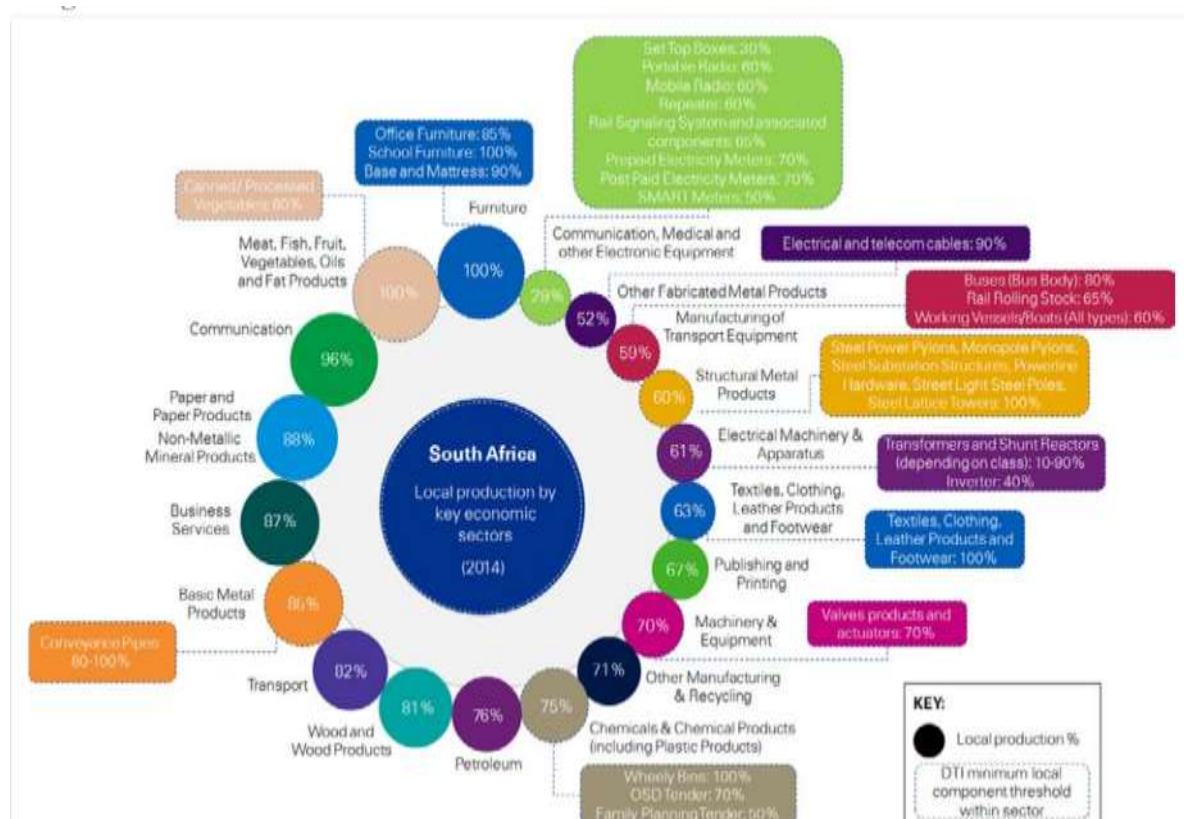 Set Top Boxes: 30%
Portable Radio: 60%
Mobile Radio: 60%
Repeater: 60%
Rail Signaling System and associated
components: 65%
Prepaid Electricity Meters: 70%
Post Paid Electricity Meters: 70%
SMART Meters: 50%
Office Furniture: 85%
School Furniture: 100%
Base and Mattress: 90%
Canned/ Processed
Vegetables: 80%
Furniture
100%
Meat, Fish, Fruit,
Vegetables, Oils
and Fat Products
100%
Communication, Medical and
other Electronic Equipment
29%
Electrical and telecom cables: 90%
Other Fabricated Metal Products
52%
Buses (Bus Body): 80%
Rail Rolling Stock: 65%
Working Vessels/Boats (All types): 60%
Manufacturing of
Transport Equipment
59%
Communication
96%
Steel Power Pylons, Monopole Pylons,
Steel Substation Structures, Powerline
Hardware, Street Light Steel Poles,
Steel Lattice Towers: 100%
Structural Metal
Products
60%
Paper and
Paper Products
Non-Metallic
Mineral Products
88%
South Africa
Local production by
key economic
sectors
(2014)
Electrical Machinery &
Apparatus
61%
Transformers and Shunt Reactors
(depending on class): 10-90%
Inverter: 40%
Business
Services
87%
Textiles, Clothing,
Leather Products
and Footwear
63%
Textiles, Clothing,
Leather Products and
Footwear: 100%
Publishing and
Printing
67%
Basic Metal
Products
86%
Conveyance Pipes
80-100%
Machinery &
Equipment
70%
Valves products and
actuators: 70%
Transport
82%
Other Manufacturing
& Recycling
71%
Wood and
Wood Products
81%
Petroleum
76%
Chemicals & Chemical Products
(including Plastic Products)
75%
Wheely Bins: 100%
OSD Tender: 70%
Family Planning Tender: 50%
KEY:
Local production %
DTI minimum local
component threshold
within sector